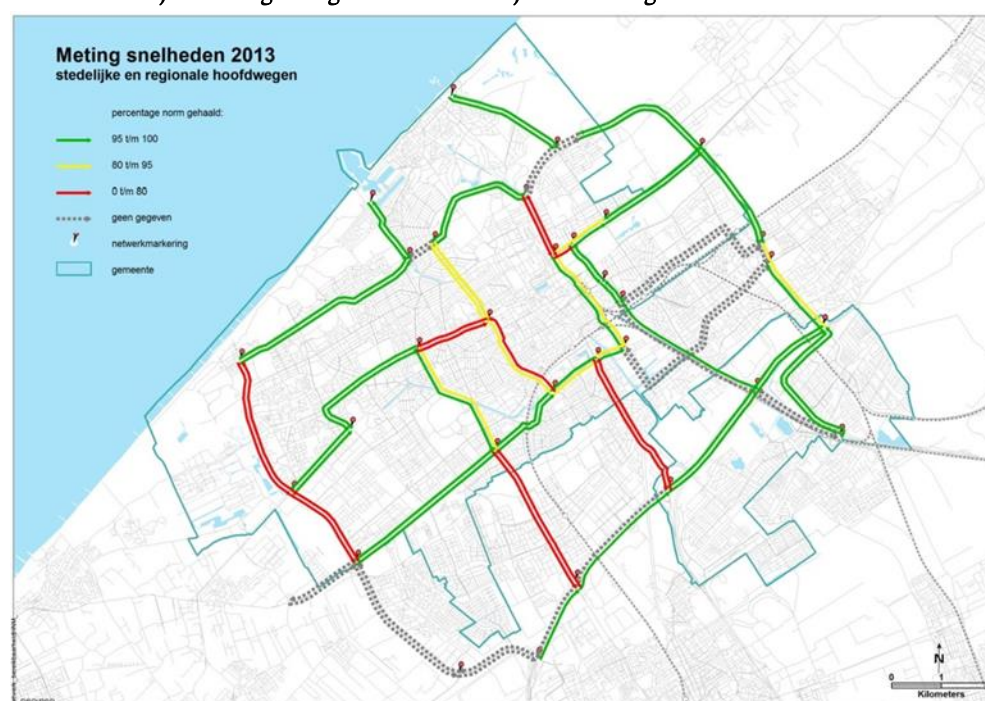 Meting snelheden 2013
stedelijke en regionale hoofdwegen
percentage norm gehaald:
95 t/m 100
80 t/m 95
0 t/m 80
geen gegeven
netwerkmarkering
gemeente
N
0 1
Kilometers